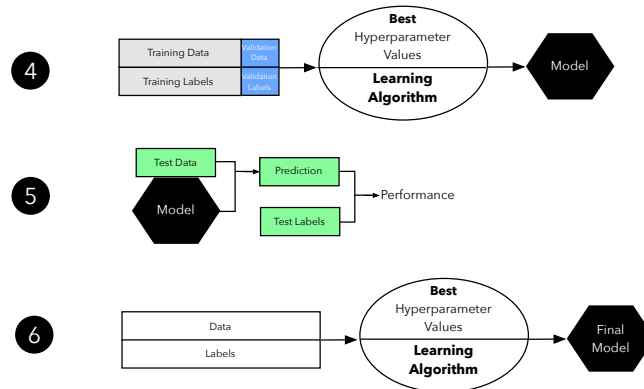 4
Training Data
Validation
Data
Training Labels
Validation
Labels
Best
Hyperparameter
Values
Learning
Algorithm
Model
5
Test Data
Model
Prediction
Test Labels
Performance
6
Data
Labels
Best
Hyperparameter
Values
Learning
Algorithm
Final
Model